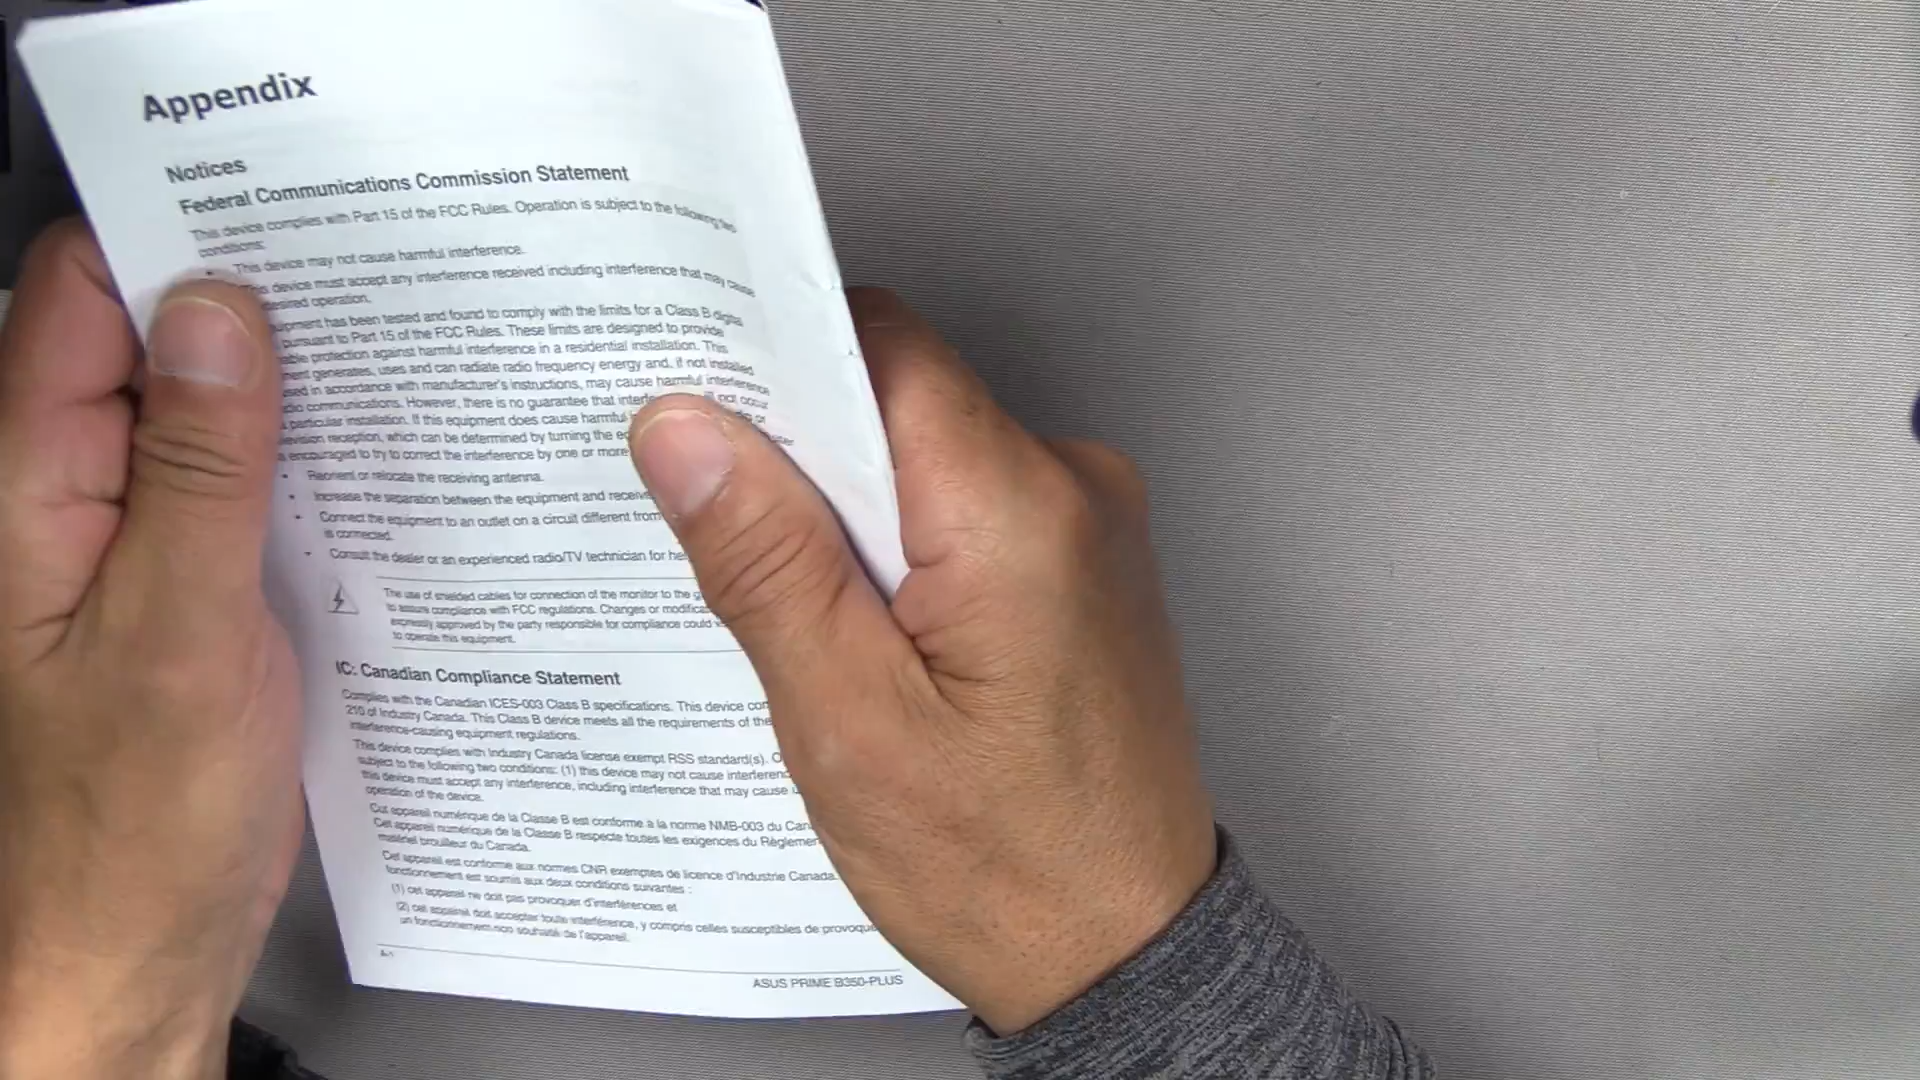 Appendix
Notices
Federal Communications Commission Statement
This device complies with Part 15 of the FCC Rules. Operation is subject to the following two
conditions:
This device may not cause harmful interference.
This device must accept any interference received including interference that may cause
desired operation.
has been tested and found to comply with the limits for a Class B digital
pursuant to Part 15 of the FCC Rules. These limits are designed to provide
protection against harmful interference in a residential installation. This
generates, uses and can radiate radio frequency energy and, if not installed
used in accordance with manufacturer's instructions, may cause harmful interference
communications. However, there is no guarantee that not occur
particular installation. If this equipment does cause harmful or
reception, which can be determined by turning the
encouraged to try to correct the interference by one or more
• Reorient or relocate the receiving antenna.
• Increase the separation between the equipment and
• Connect the equipment to an outlet on a circuit different from
is connected.
• Consult the dealer or an experienced radio/TV technician for
The use of shielded cables for connection of the monitor to the
to assure compliance with FCC regulations. Changes or
expressly approved by the party responsible for compliance could
to operate this equipment.
IC: Canadian Compliance Statement
Complies with the Canadian ICES-003 Class B specifications. This device
210 of Industry Canada. This Class B device meets all the requirements of the
interference-causing equipment regulations.
This device complies with Industry Canada license exempt RSS standard(s).
subject to the following two conditions: (1) this device may not cause
this device must accept any interference, including interference that may cause
operation of the device.
Cut appareil numérique de la Classe B est conforme à la norme NMB-003 du
Cet appareil numérique de la Classe B respecte toutes les exigences du
matériel brouilleur du Canada.
Cet appareil est conforme aux normes CNR exemptes de licence d'Industrie Canada.
fonctionnement est soumis aux deux conditions suivantes :
(1) cet appareil ne doit pas provoquer d'interférences et
(2) cet appareil doit accepter toute interférence, y compris celles susceptibles de
un fonctionnement non souhaité de l'appareil.
A-1
ASUS PRIME B350-PLUS